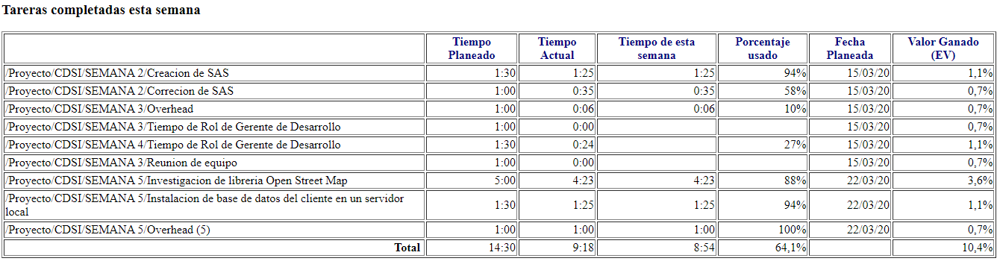 Tareras completadas esta semana
Tiempo Planeado Tiempo Actual Tiempo de esta semana Porcentaje usado Fecha Planeada Valor Ganado (EV)
/Proyecto/CDSI/SEMANA 2/Creacion de SAS 1:30 1:25 1:25 94% 15/03/20 1,1%
/Proyecto/CDSI/SEMANA 2/Correcion de SAS 1:00 0:35 0:35 58% 15/03/20 0,7%
/Proyecto/CDSI/SEMANA 3/Overhead 1:00 0:06 0:06 10% 15/03/20 0,7%
/Proyecto/CDSI/SEMANA 3/Tiempo de Rol de Gerente de Desarrollo 1:00 0:00 15/03/20 0,7%
/Proyecto/CDSI/SEMANA 4/Tiempo de Rol de Gerente de Desarrollo 1:30 0:24 27% 15/03/20 1,1%
/Proyecto/CDSI/SEMANA 3/Reunion de equipo 1:00 0:00 15/03/20 0,7%
/Proyecto/CDSI/SEMANA 5/Investigacion de libreria Open Street Map 5:00 4:23 4:23 88% 22/03/20 3,6%
/Proyecto/CDSI/SEMANA 5/Instalacion de base de datos del cliente en un servidor local 1:30 1:25 1:25 94% 22/03/20 1,1%
/Proyecto/CDSI/SEMANA 5/Overhead (5) 1:00 1:00 1:00 100% 22/03/20 0,7%
Total 14:30 9:18 8:54 64,1% 10,4%